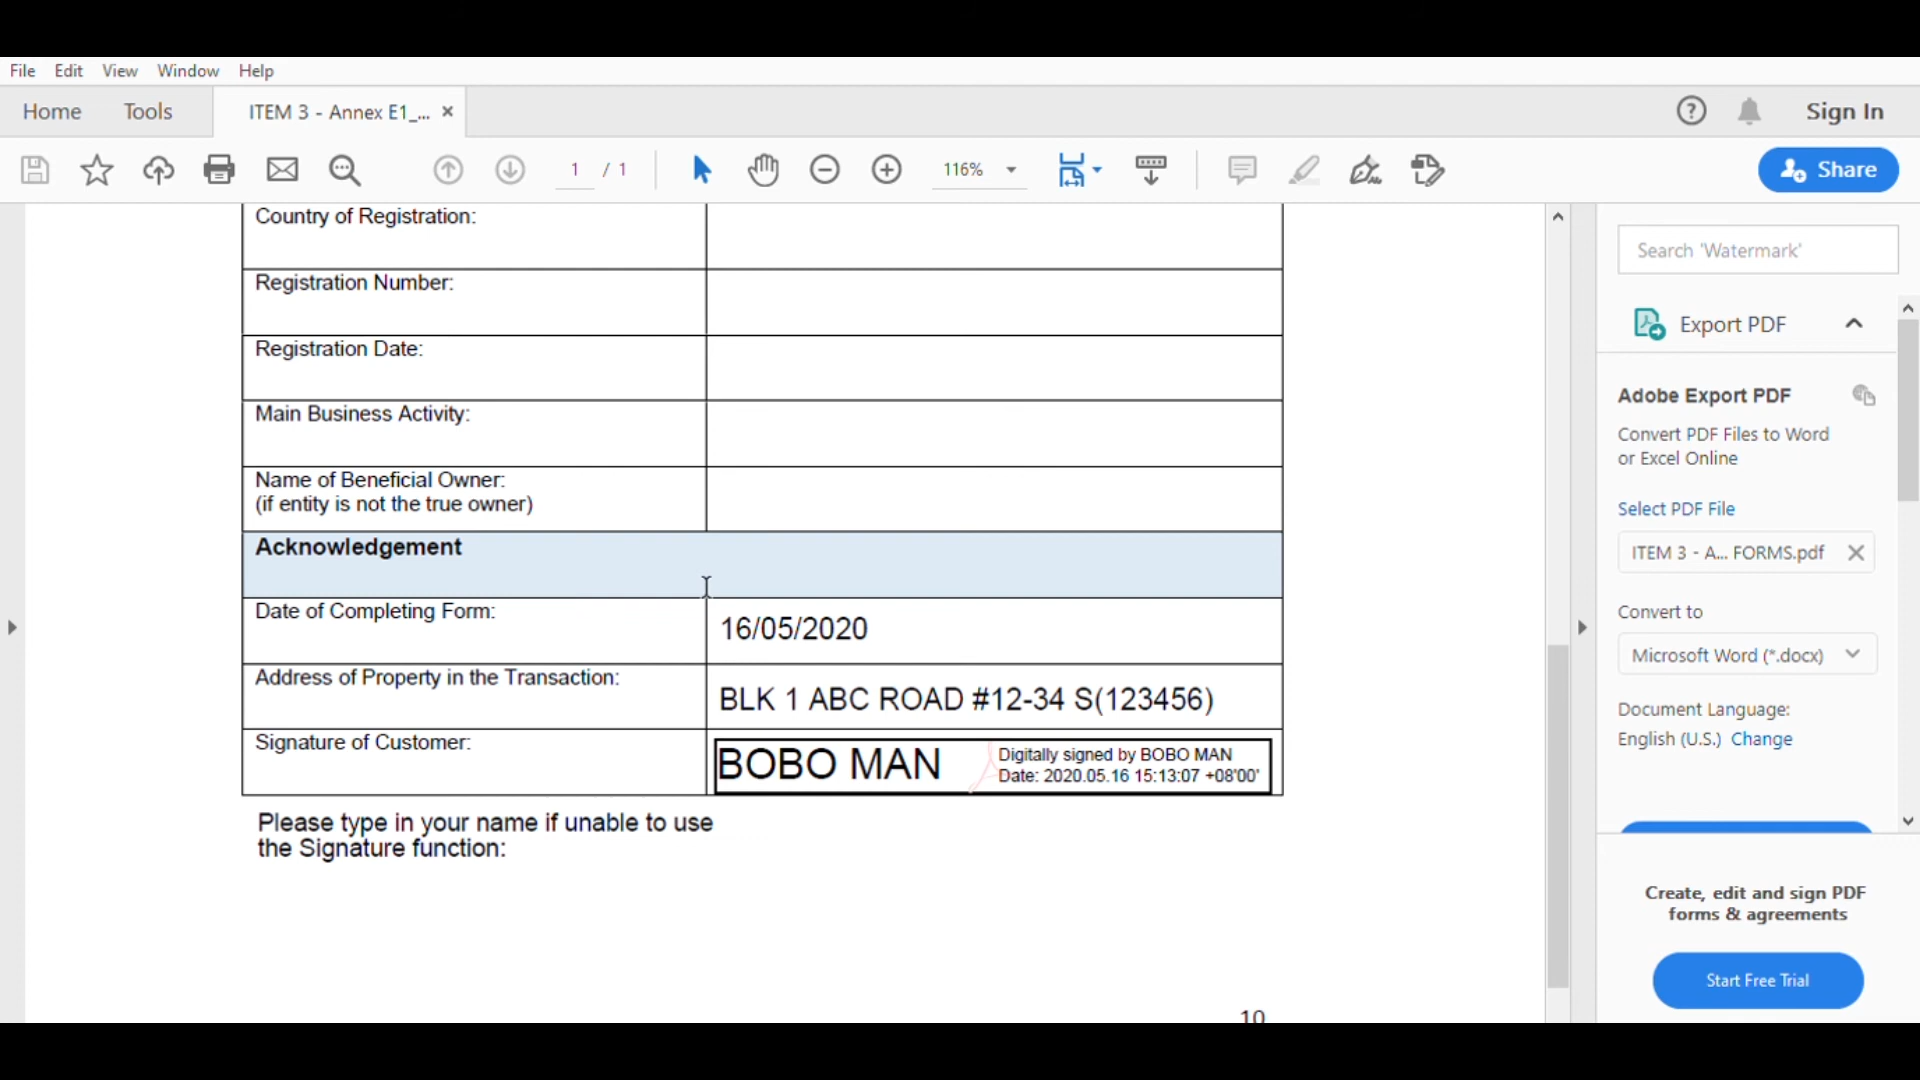 File Edit View Window Help
Home Tools ITEM 3 - Annex E1_... × ? Sign In
1 / 1 116% Share
Country of Registration:
Registration Number:
Registration Date:
Main Business Activity:
Name of Beneficial Owner:
(if entity is not the true owner)
Acknowledgement
Date of Completing Form: 16/05/2020
Address of Property in the Transaction: BLK 1 ABC ROAD #12-34 S(123456)
Signature of Customer: BOBO MAN Digitally signed by BOBO MAN
Date: 2020.05.16 15:13:07 +08'00'
Please type in your name if unable to use
the Signature function:
10
Search 'Watermark'
Export PDF
Adobe Export PDF
Convert PDF Files to Word
or Excel Online
Select PDF File
ITEM 3 - A... FORMS.pdf
Convert to
Microsoft Word (*.docx)
Document Language:
English (U.S.) Change
Create, edit and sign PDF
forms & agreements
Start Free Trial